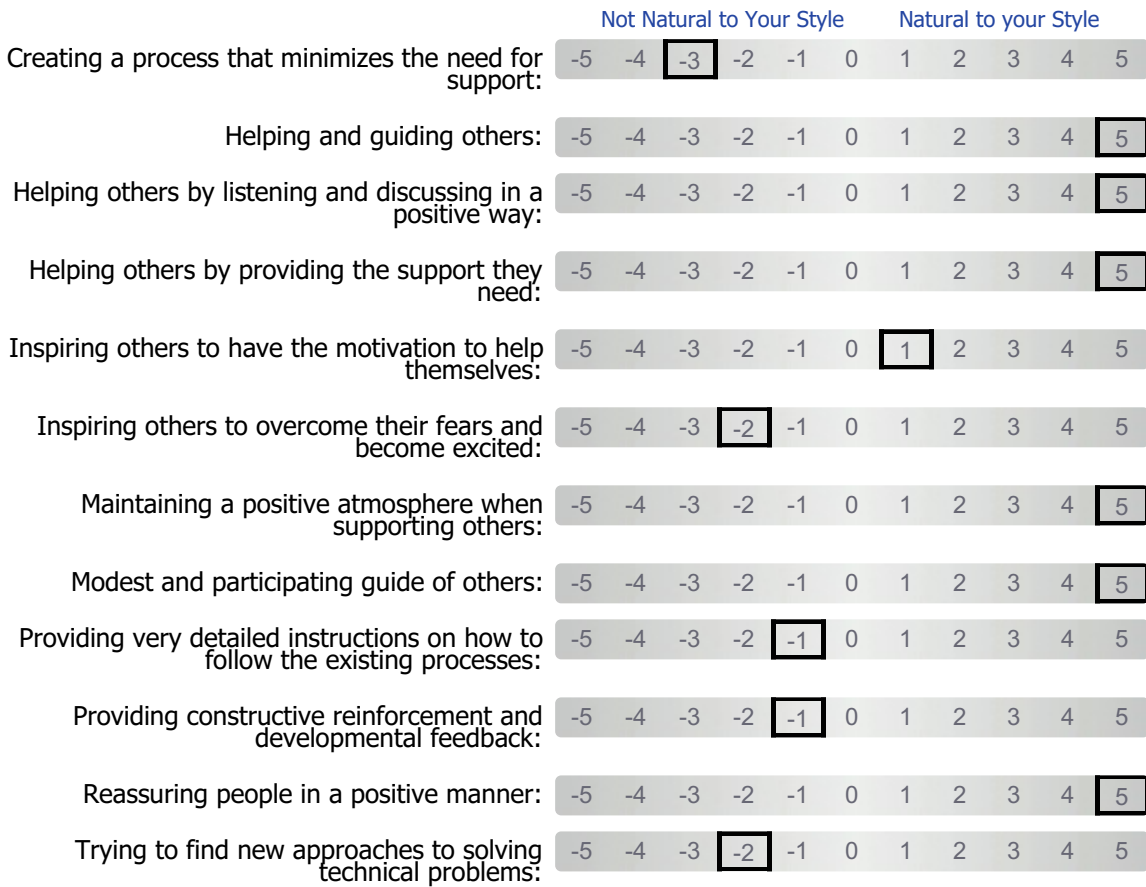 Not Natural to Your Style Natural to your Style
Creating a process that minimizes the need for
support:
-5 -4 -3 -2 -1 0 1 2 3 4 5
Helping and guiding others:
-5 -4 -3 -2 -1 0 1 2 3 4 5
Helping others by listening and discussing in a
positive way:
-5 -4 -3 -2 -1 0 1 2 3 4 5
Helping others by providing the support they
need:
-5 -4 -3 -2 -1 0 1 2 3 4 5
Inspiring others to have the motivation to help
themselves:
-5 -4 -3 -2 -1 0 1 2 3 4 5
Inspiring others to overcome their fears and
become excited:
-5 -4 -3 -2 -1 0 1 2 3 4 5
Maintaining a positive atmosphere when
supporting others:
-5 -4 -3 -2 -1 0 1 2 3 4 5
Modest and participating guide of others:
-5 -4 -3 -2 -1 0 1 2 3 4 5
Providing very detailed instructions on how to
follow the existing processes:
-5 -4 -3 -2 -1 0 1 2 3 4 5
Providing constructive reinforcement and
developmental feedback:
-5 -4 -3 -2 -1 0 1 2 3 4 5
Reassuring people in a positive manner:
-5 -4 -3 -2 -1 0 1 2 3 4 5
Trying to find new approaches to solving
technical problems:
-5 -4 -3 -2 -1 0 1 2 3 4 5